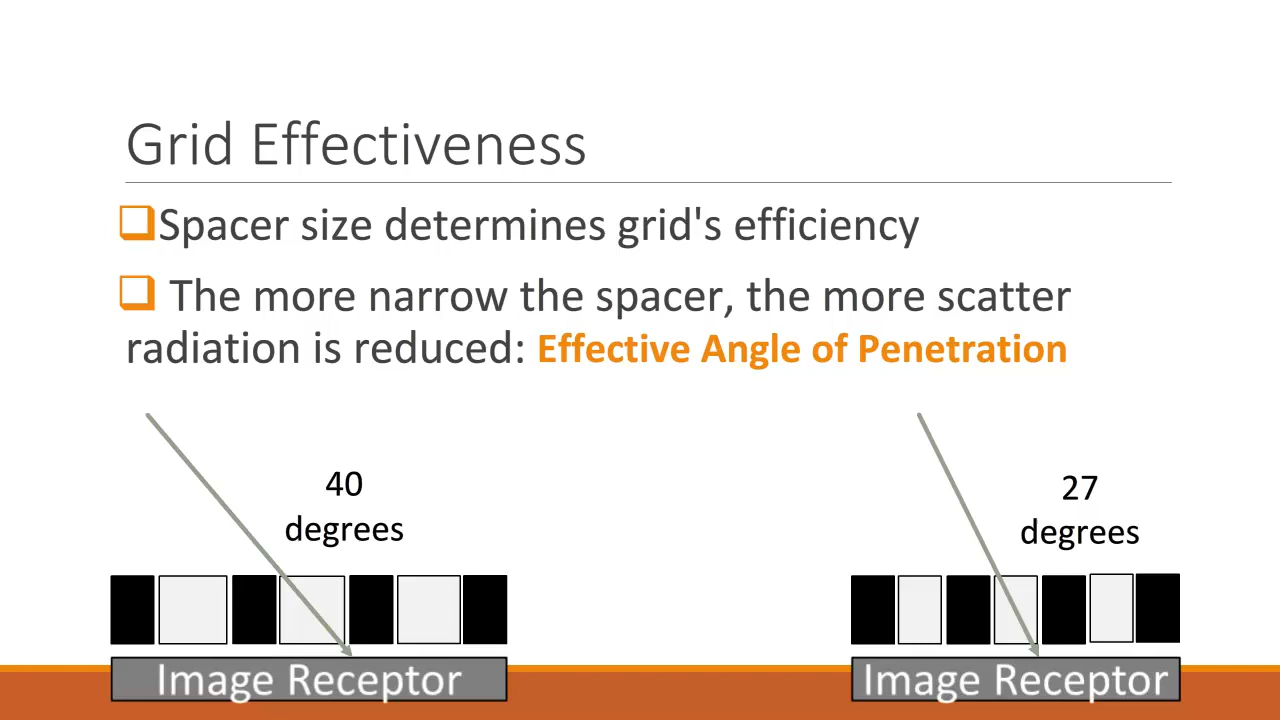 Grid Effectiveness
Spacer size determines grid's efficiency
The more narrow the spacer, the more scatter
radiation is reduced: Effective Angle of Penetration
40
degrees
27
degrees
Image Receptor
Image Receptor